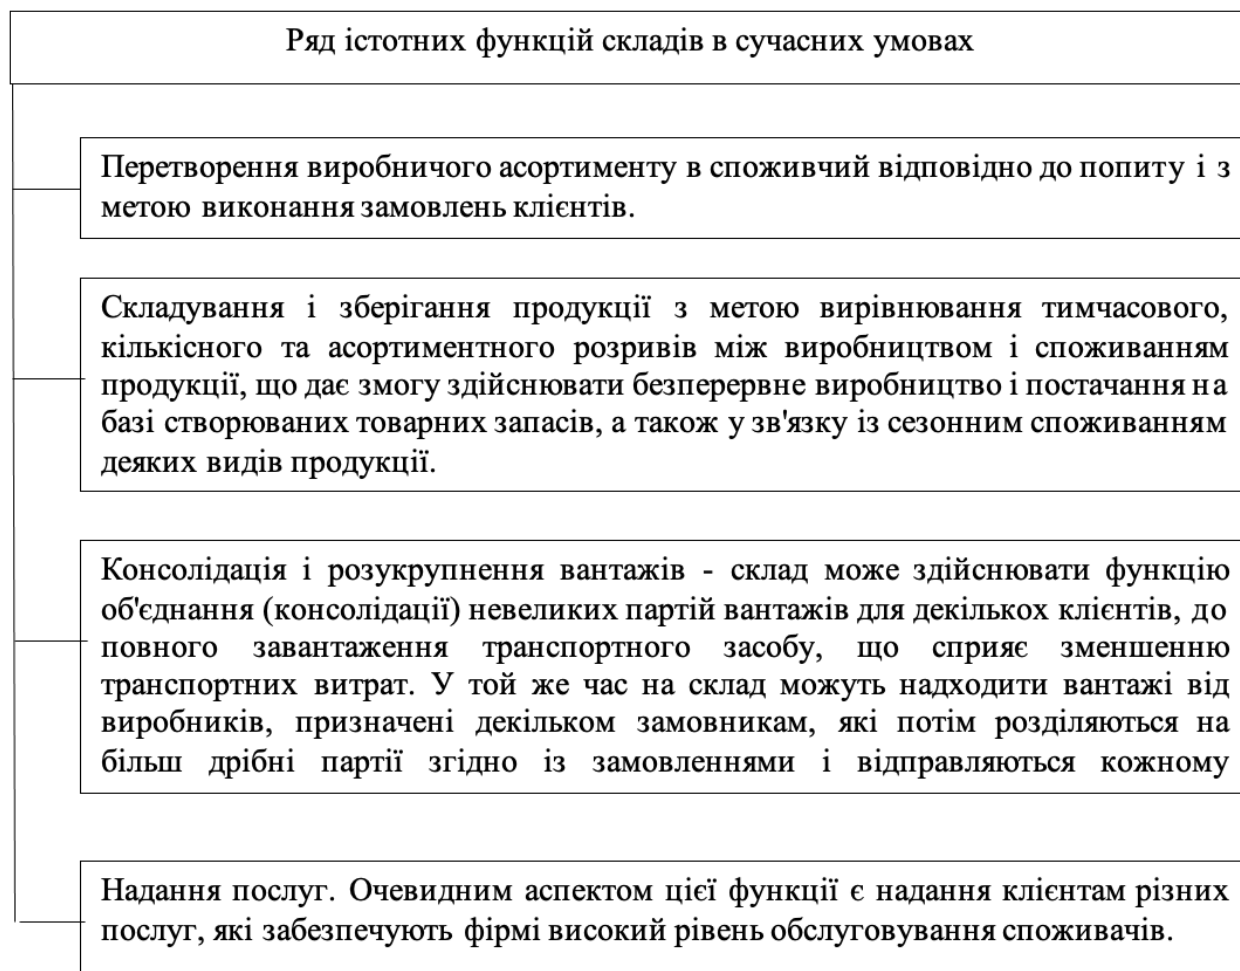 Ряд істотних функцій складів в сучасних умовах
Перетворення виробничого асортименту в споживчий відповідно до попиту і з
метою виконання замовлень клієнтів.
Складування і зберігання продукції з метою вирівнювання тимчасового,
кількісного та асортиментного розривів між виробництвом і споживанням
продукції, що дає змогу здійснювати безперервне виробництво і постачання на
базі створюваних товарних запасів, а також у зв'язку із сезонним споживанням
деяких видів продукції.
Консолідація і розукрупнення вантажів - склад може здійснювати функцію
об'єднання (консолідації) невеликих партій вантажів для декількох клієнтів, до
повного завантаження транспортного засобу, що сприяє зменшенню
транспортних витрат. У той же час на склад можуть надходити вантажі від
виробників, призначені декільком замовникам, які потім розділяються на
більш дрібні партії згідно із замовленнями і відправляються кожному
Надання послуг. Очевидним аспектом цієї функції є надання клієнтам різних
послуг, які забезпечують фірмі високий рівень обслуговування споживачів.